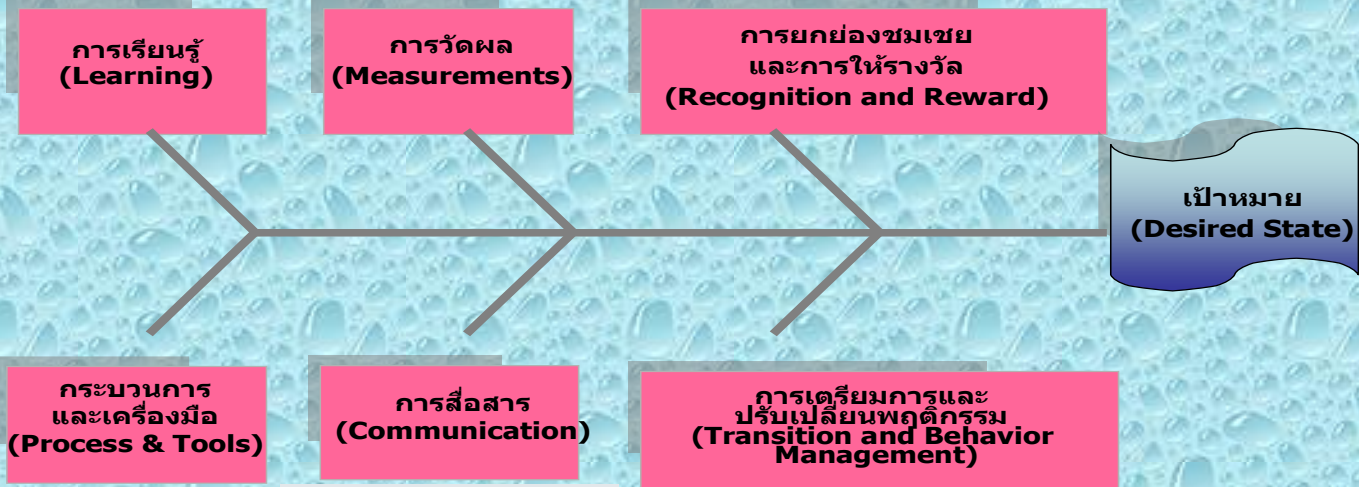 การเรียนรู้
(Learning)
การวัดผล
(Measurements)
การยกย่องชมเชย
และการให้รางวัล
(Recognition and Reward)
เป้าหมาย
(Desired State)
กระบวนการ
และเครื่องมือ
(Process & Tools)
การสื่อสาร
(Communication)
การเตรียมการและ
ปรับเปลี่ยนพฤติกรรม
(Transition and Behavior
Management)